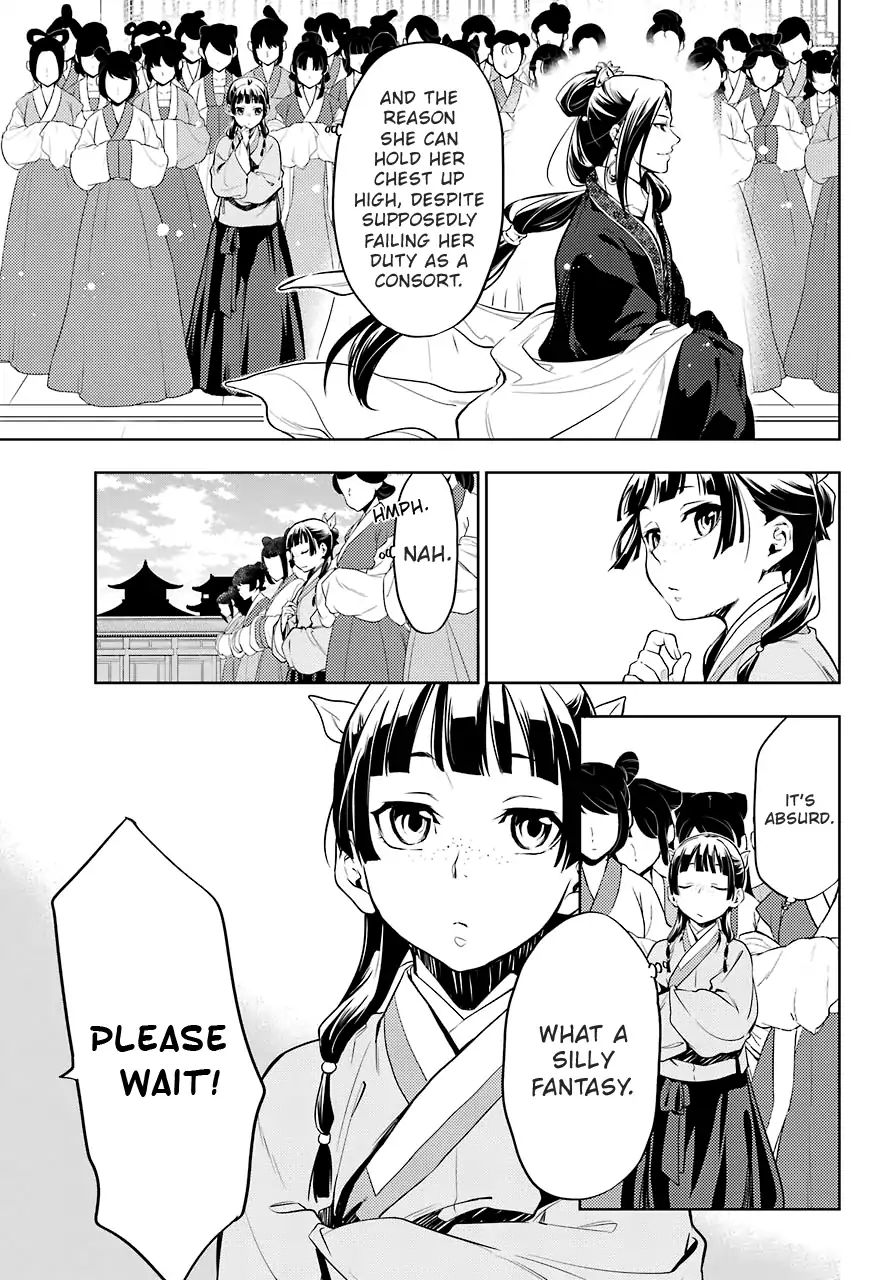 AND THE
REASON
SHE CAN
HOLD HER
CHEST UP
HIGH, DESPITE
SUPPOSEDLY
FAILING HER
DUTY AS A
CONSORT.
HMPH.
NAH.
IT'S
ABSURD.
WHAT A
SILLY
FANTASY.
PLEASE
WAIT!